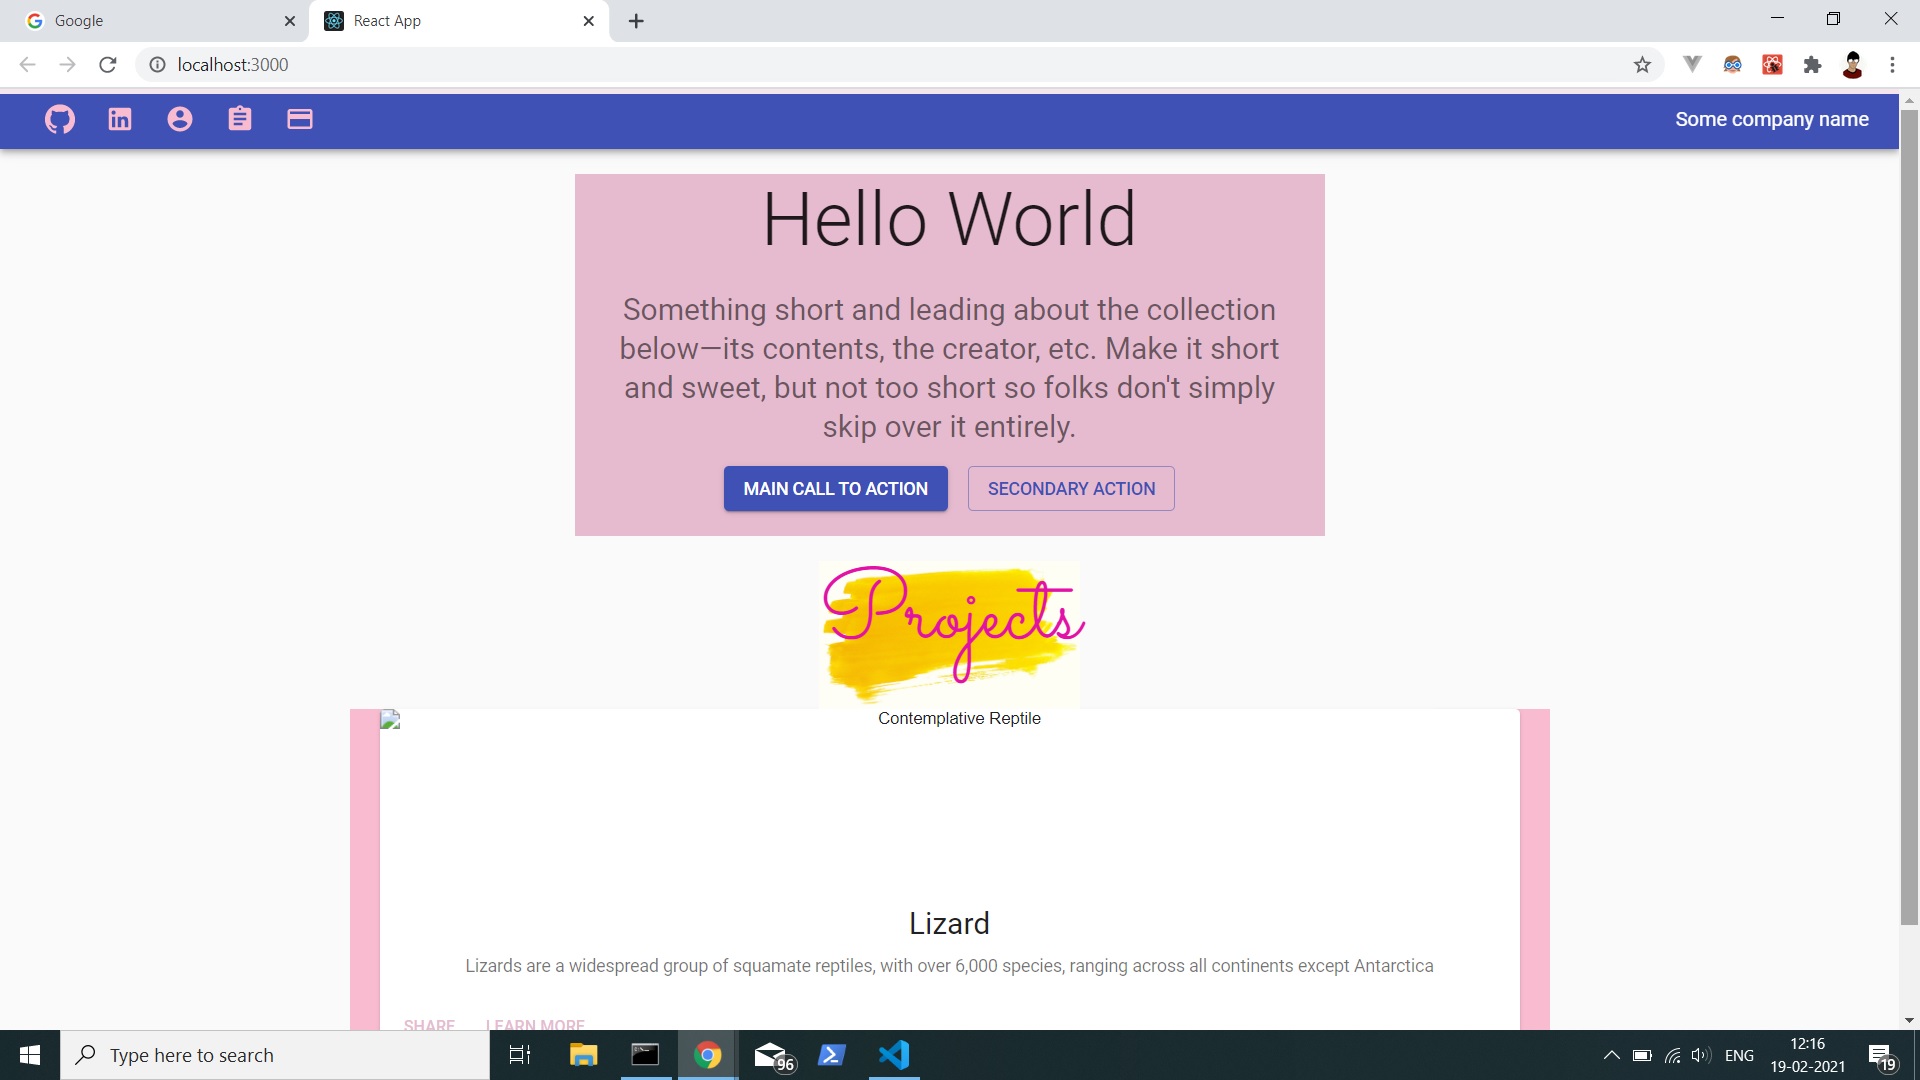 Google
React App
localhost:3000
Some company name
Hello World
Something short and leading about the collection
below—its contents, the creator, etc. Make it short
and sweet, but not too short so folks don't simply
skip over it entirely.
MAIN CALL TO ACTION
SECONDARY ACTION
Projects
Contemplative Reptile
Lizard
Lizards are a widespread group of squamate reptiles, with over 6,000 species, ranging across all continents except Antarctica
SHARE
LEARN MORE
Type here to search
96
ENG
12:16
19-02-2021
19